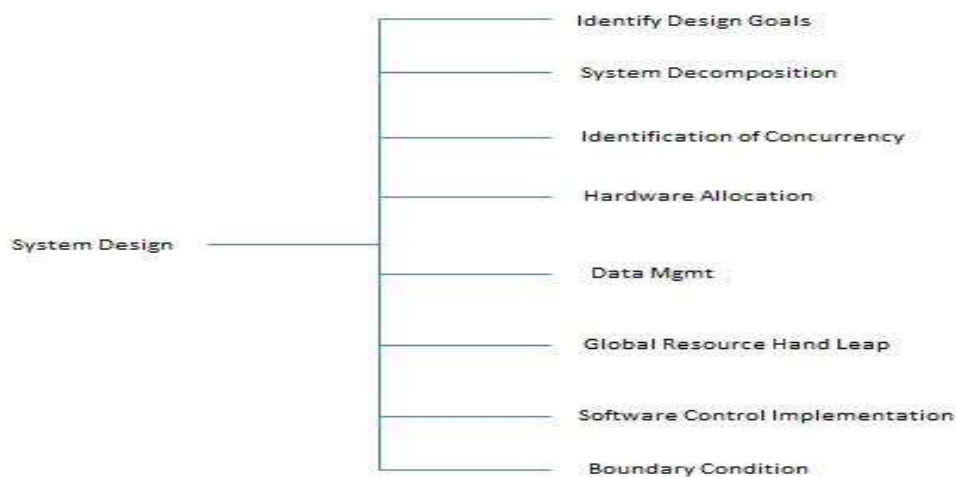 Identify Design Goals
System Decomposition
Identification of Concurrency
Hardware Allocation
System Design
Data Mgmt
Global Resource Hand Leap
Software Control Implementation
Boundary Condition